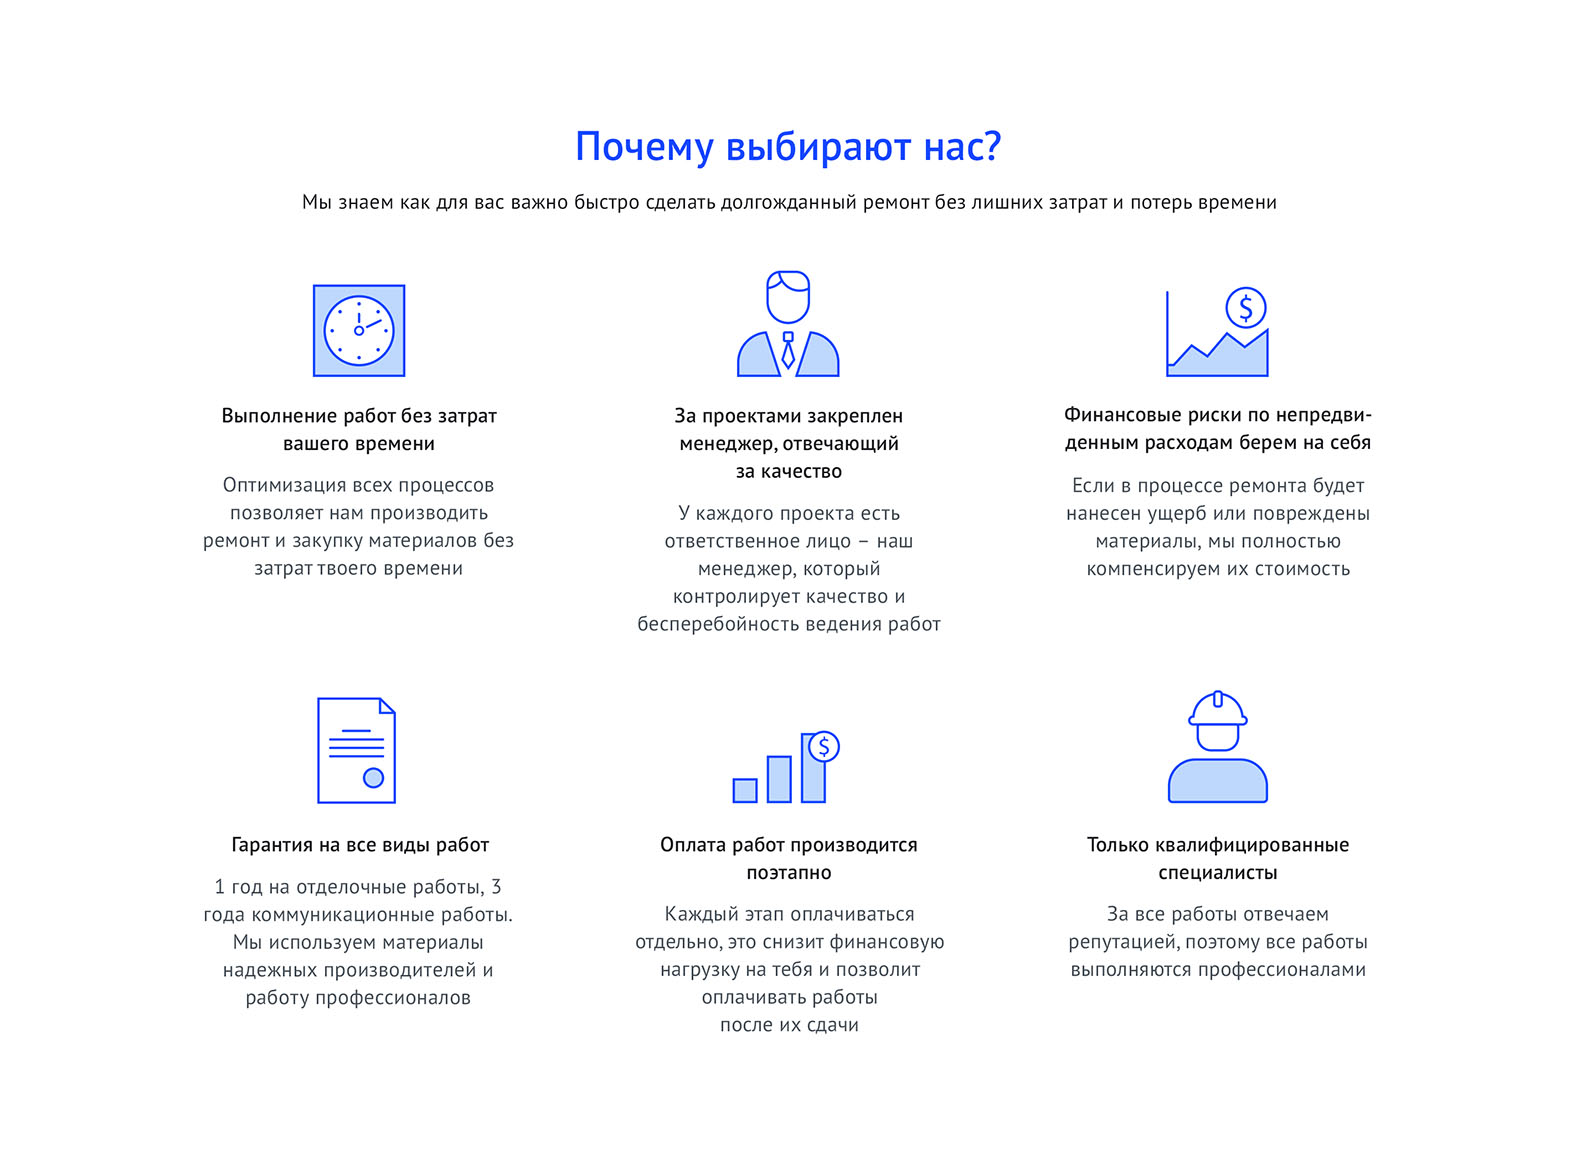 Почему выбирают нас?
Мы знаем как для вас важно быстро сделать долгожданный ремонт без лишних затрат и потерь времени
Выполнение работ без затрат
вашего времени
Оптимизация всех процессов
позволяет нам производить
ремонт и закупку материалов без
затрат твоего времени
За проектами закреплен
менеджер, отвечающий
за качество
У каждого проекта есть
ответственное лицо – наш
менеджер, который
контролирует качество и
бесперебойность ведения работ
$
Финансовые риски по непредви-
денным расходам берем на себя
Если в процессе ремонта будет
нанесен ущерб или повреждены
материалы, мы полностью
компенсируем их стоимость
Гарантия на все виды работ
1 год на отделочные работы, 3
года коммуникационные работы.
Мы используем материалы
надежных производителей и
работу профессионалов
$
Оплата работ производится
поэтапно
Каждый этап оплачиваться
отдельно, это снизит финансовую
нагрузку на тебя и позволит
оплачивать работы
после их сдачи
Только квалифицированные
специалисты
За все работы отвечаем
репутацией, поэтому все работы
выполняются профессионалами